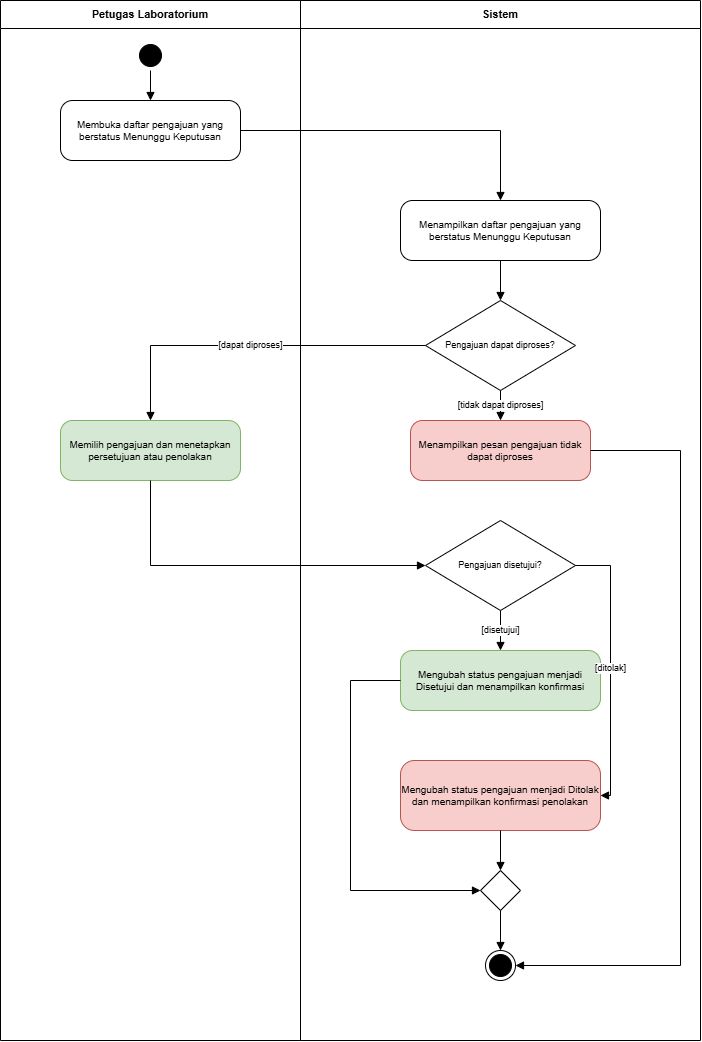 Petugas Laboratorium
Sistem
Membuka daftar pengajuan yang
berstatus Menunggu Keputusan
Menampilkan daftar pengajuan yang
berstatus Menunggu Keputusan
Pengajuan dapat diproses?
[dapat diproses]
[tidak dapat diproses]
Memilih pengajuan dan menetapkan
persetujuan atau penolakan
Menampilkan pesan pengajuan tidak
dapat diproses
Pengajuan disetujui?
[disetujui]
[ditolak]
Mengubah status pengajuan menjadi
Disetujui dan menampilkan konfirmasi
Mengubah status pengajuan menjadi Ditolak
dan menampilkan konfirmasi penolakan